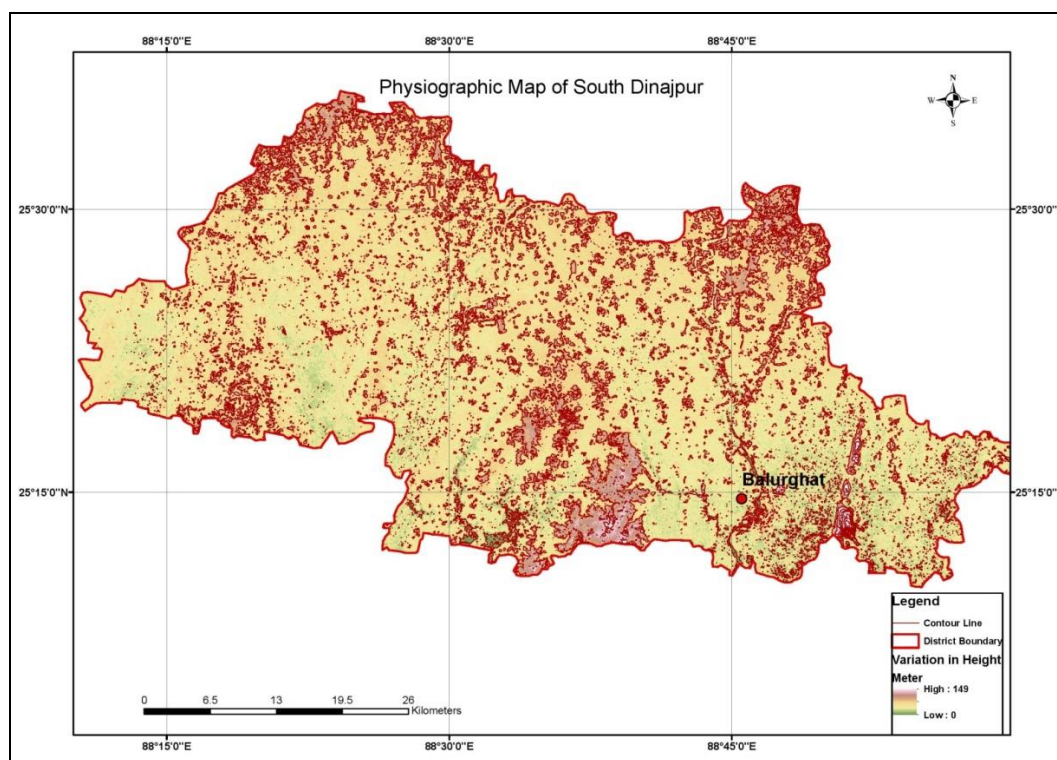 88°15'0"E 88°30'0"E 88°45'0"E
Physiographic Map of South Dinajpur
N
W E
S
25°30'0"N 25°30'0"N
25°15'0"N 25°15'0"N
Balurghat
Legend
Contour Line
District Boundary
Variation in Height
Meter
High : 149
Low : 0
0 6.5 13 19.5 26
Kilometers
88°15'0"E 88°30'0"E 88°45'0"E